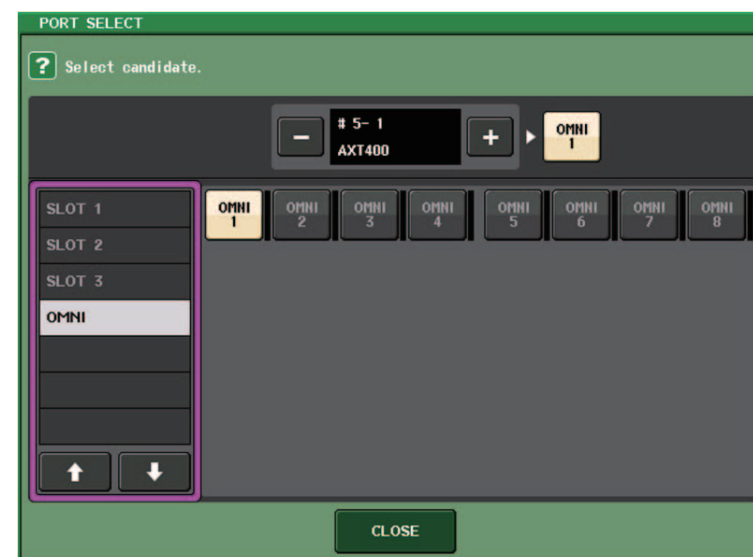 PORT SELECT
? Select candidate.
− # 5- 1 + OMNI
AXT400 1
SLOT 1
SLOT 2
SLOT 3
OMNI
OMNI OMNI OMNI OMNI OMNI OMNI OMNI OMNI
1 2 3 4 5 6 7 8
CLOSE